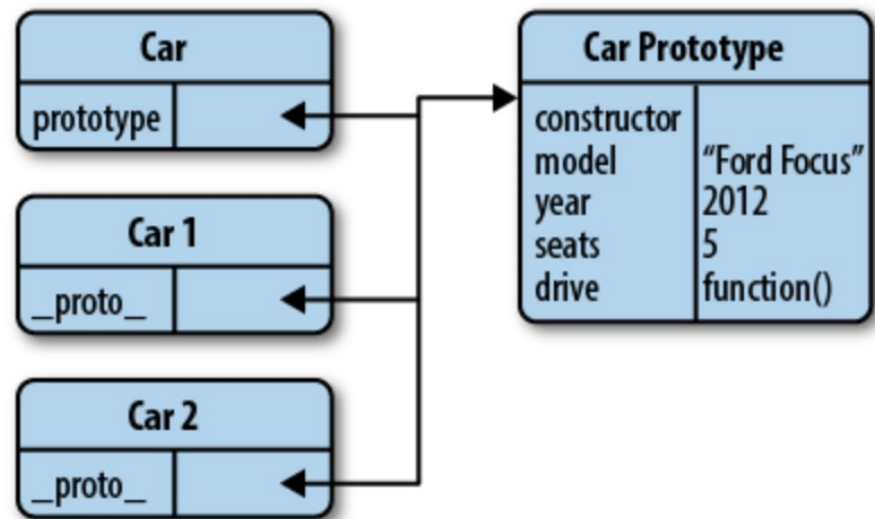 Car
prototype
Car 1
_proto_
Car 2
_proto_
Car Prototype
constructor
model “Ford Focus”
year 2012
seats 5
drive function()